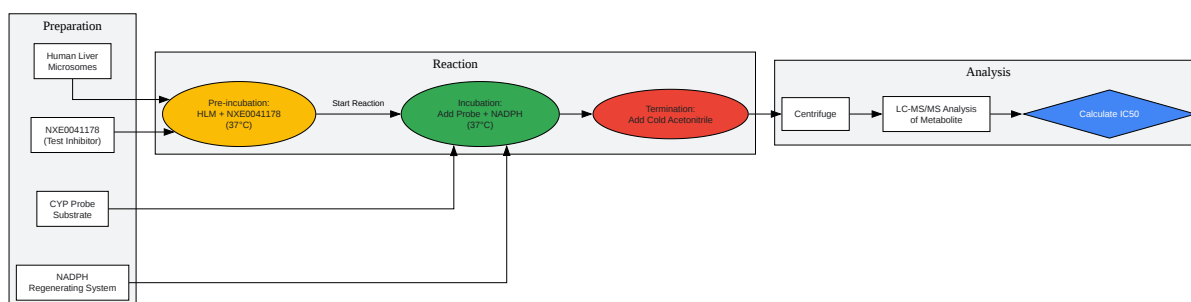 Preparation
Human Liver
Microsomes
NXE0041178
(Test Inhibitor)
CYP Probe
Substrate
NADPH
Regenerating System
Reaction
Pre-incubation:
HLM + NXE0041178
(37°C)
Start Reaction
Incubation:
Add Probe + NADPH
(37°C)
Termination:
Add Cold Acetonitrile
Analysis
Centrifuge
LC-MS/MS Analysis
of Metabolite
Calculate IC50